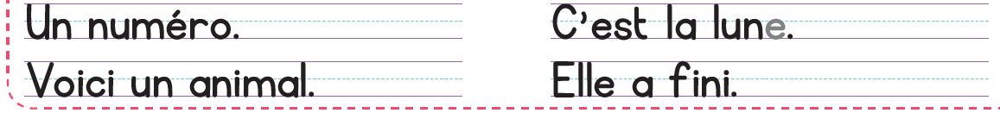 Un numéro.
Voici un animal.
C'est la lune.
Elle a fini.